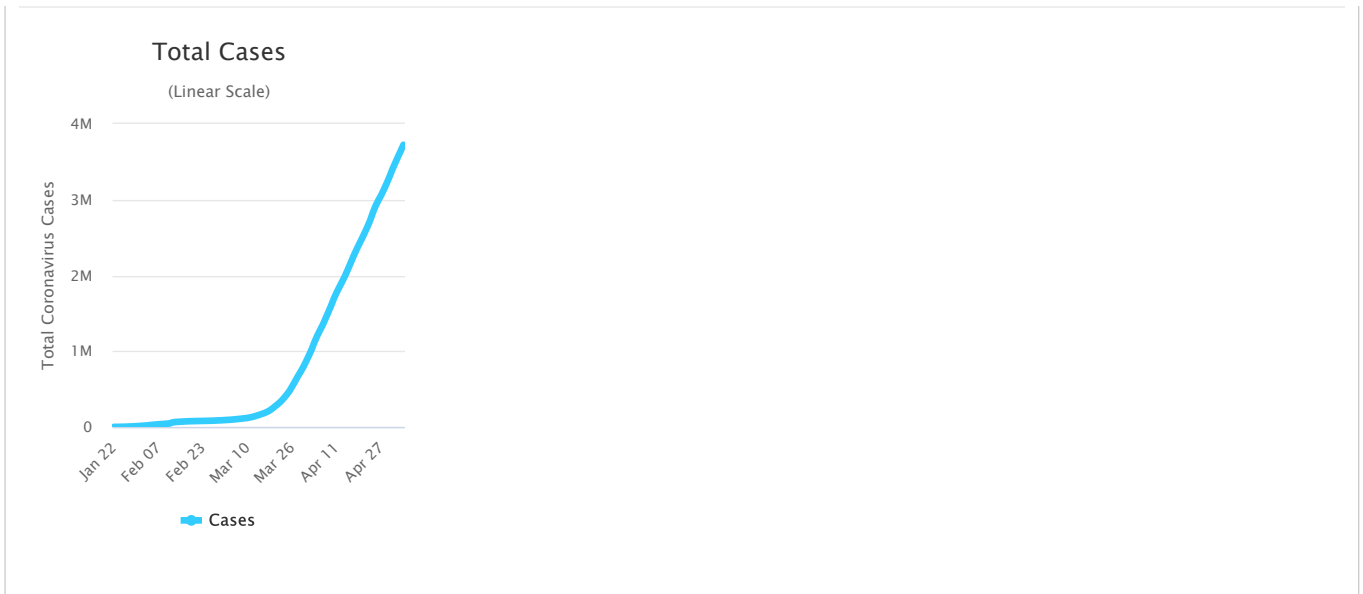 Total Cases
(Linear Scale)
Total Coronavirus Cases
4M
3M
2M
1M
0
Jan 22
Feb 07
Feb 23
Mar 10
Mar 26
Apr 11
Apr 27
Cases